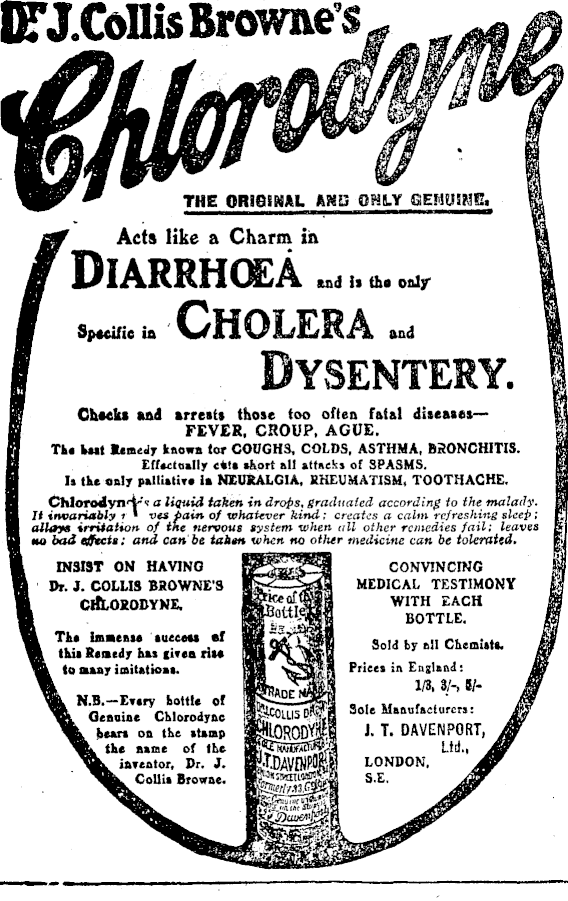 Dr. J. Collis Browne's
Chlorodyne
THE ORIGINAL AND ONLY GENUINE.
Acts like a Charm in
DIARRHŒA and is the only
Specific in CHOLERA and
DYSENTERY.
Checks and arrests those too often fatal diseases—
FEVER, CROUP, AGUE.
The best Remedy known for COUGHS, COLDS, ASTHMA, BRONCHITIS.
Effectually cuts short all attacks of SPASMS.
Is the only palliative in NEURALGIA, RHEUMATISM, TOOTHACHE.
Chlorodyne is a liquid taken in drops, graduated according to the malady.
It invariably relieves pain of whatever kind; creates a calm refreshing sleep;
allays irritation of the nervous system when all other remedies fail; leaves
no bad effects; and can be taken when no other medicine can be tolerated.
INSIST ON HAVING
Dr. J. COLLIS BROWNE'S
CHLORODYNE.
The immense success of
this Remedy has given rise
to many imitations.
N.B.—Every bottle of
Genuine Chlorodyne
bears on the stamp
the name of the
inventor, Dr. J.
Collis Browne.
Price of the
Bottle
TRADE MARK
COLLIS
CHLORODYNE
SOLE MANUFACTURER
J.T. DAVENPORT
Davenport
CONVINCING
MEDICAL TESTIMONY
WITH EACH
BOTTLE.
Sold by all Chemists.
Prices in England:
1/3, 3/-, 5/-
Sole Manufacturers:
J. T. DAVENPORT,
Ltd.,
LONDON,
S.E.